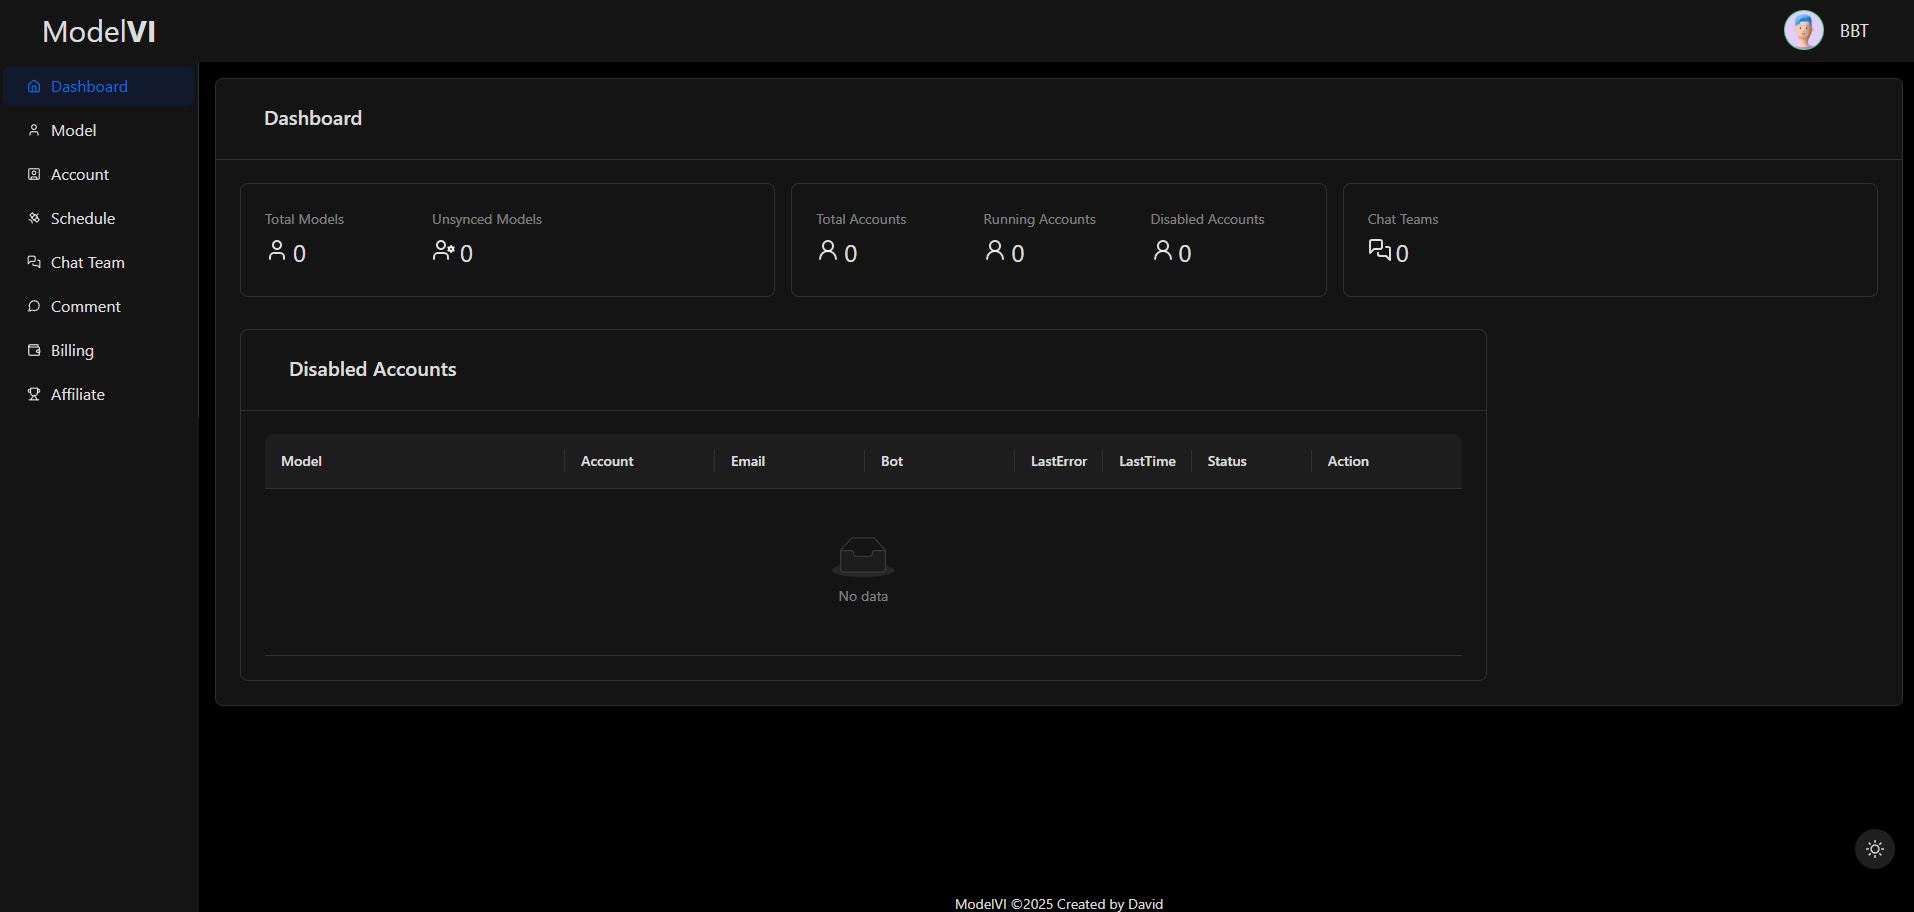 ModelVI
BBT
Dashboard
Model
Account
Schedule
Chat Team
Comment
Billing
Affiliate
Dashboard
Total Models
0
Unsynced Models
0
Total Accounts
0
Running Accounts
0
Disabled Accounts
0
Chat Teams
0
Disabled Accounts
Model Account Email Bot LastError LastTime Status Action
No data
ModelVI ©2025 Created by David